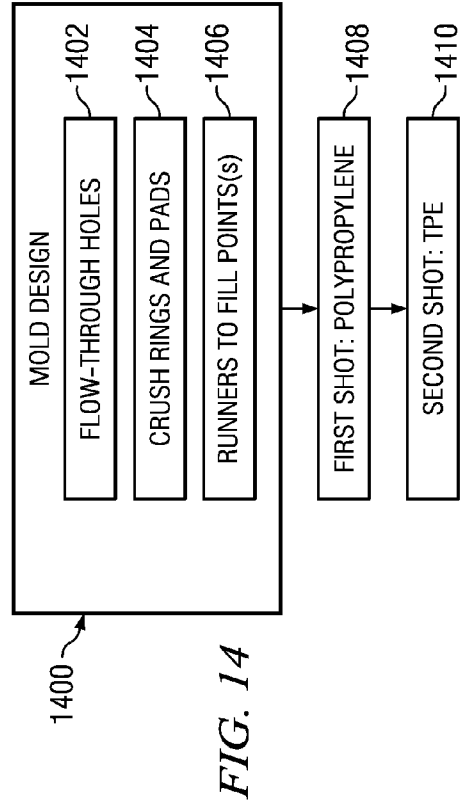 MOLD DESIGN
FLOW-THROUGH HOLES
1402
CRUSH RINGS AND PADS
1404
RUNNERS TO FILL POINTS(s)
1406
1400
FIRST SHOT: POLYPROPYLENE
1408
SECOND SHOT: TPE
1410
FIG. 14